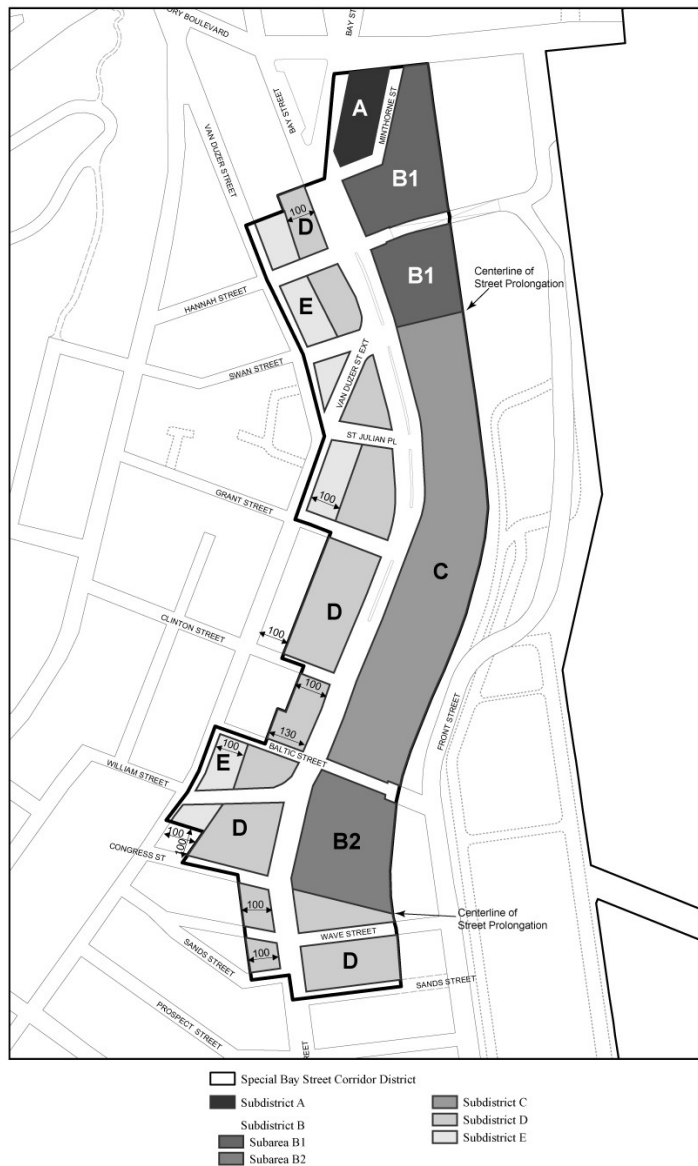 ORY BOULEVARD
BAY ST
BAY STREET
VAN DUZER STREET
A
MINTHORNE ST
B1
100
D
B1
Centerline of
Street Prolongation
HANNAH STREET
E
SWAN STREET
VAN DUZER ST EXT
ST JULIAN PL
GRANT STREET
100
C
D
CLINTON STREET
100
100
130
BALTIC STREET
FRONT STREET
WILLIAM STREET
E
100
100
100
D
CONGRESS ST
B2
100
Centerline of
Street Prolongation
WAVE STREET
SANDS STREET
100
D
SANDS STREET
PROSPECT STREET
Special Bay Street Corridor District
Subdistrict A
Subdistrict B
Subarea B1
Subarea B2
Subdistrict C
Subdistrict D
Subdistrict E